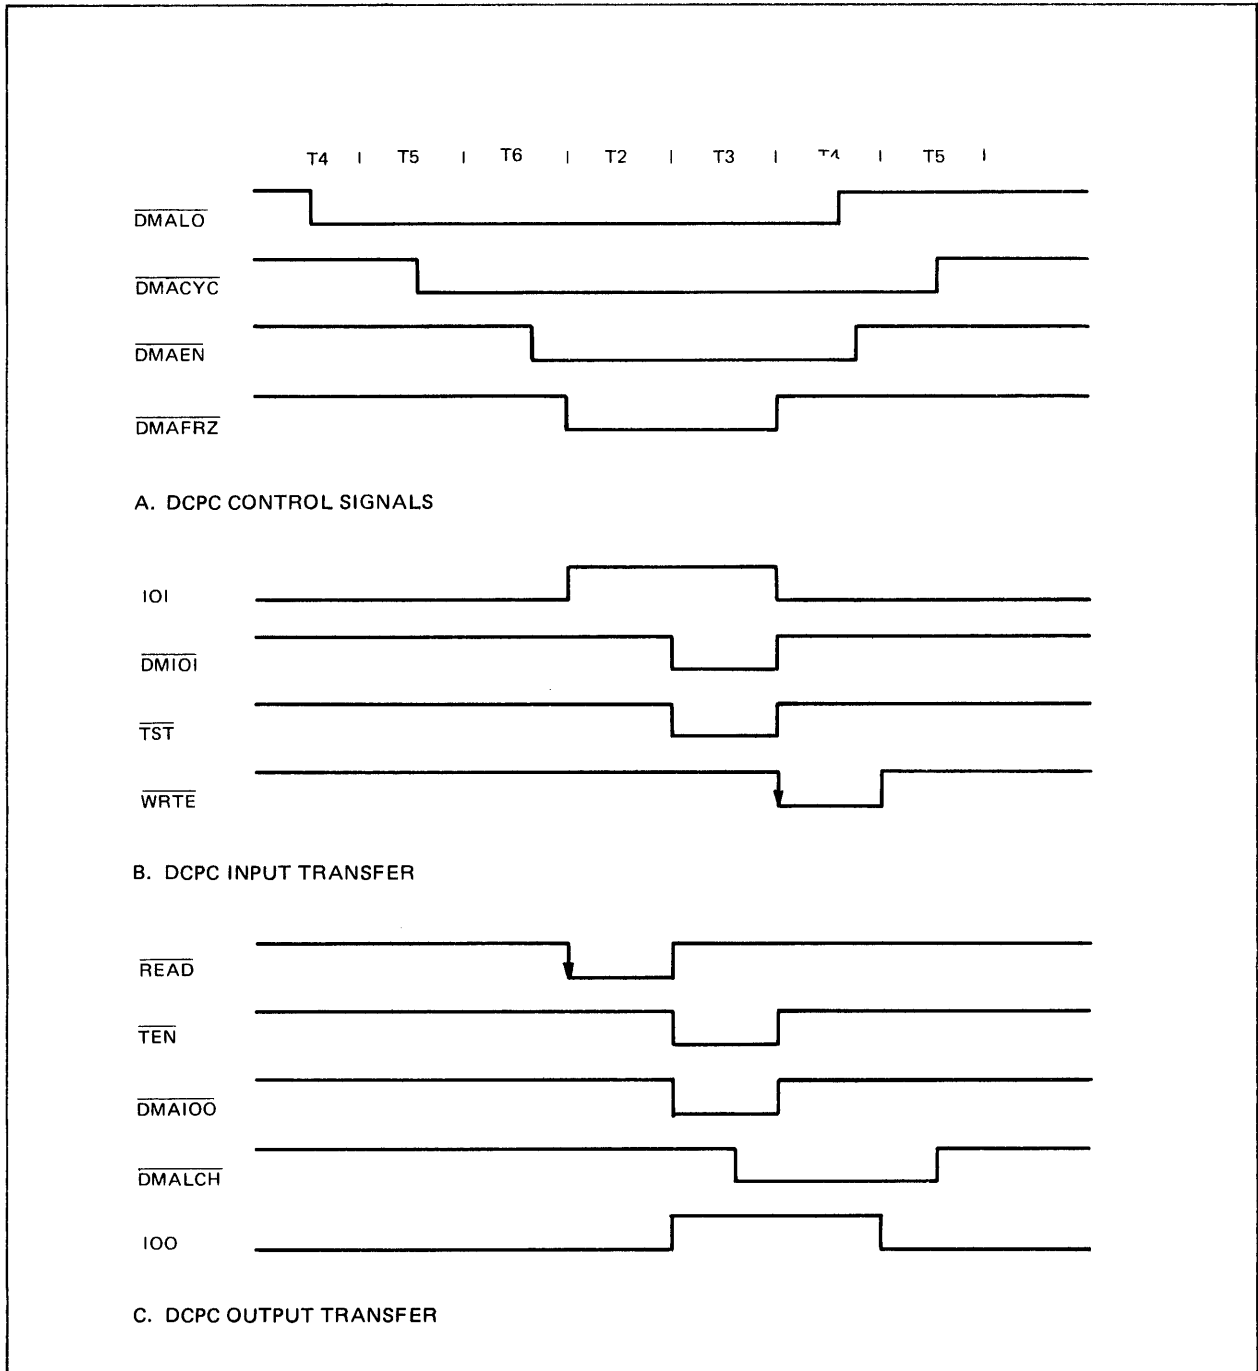 T4 | T5 | T6 | T2 | T3 | T4 | T5 |
DMALO
DMACYC
DMAEN
DMAFRZ
A. DCPC CONTROL SIGNALS
IOI
DMIOI
TST
WRTE
B. DCPC INPUT TRANSFER
READ
TEN
DMAIOO
DMALCH
IOO
C. DCPC OUTPUT TRANSFER